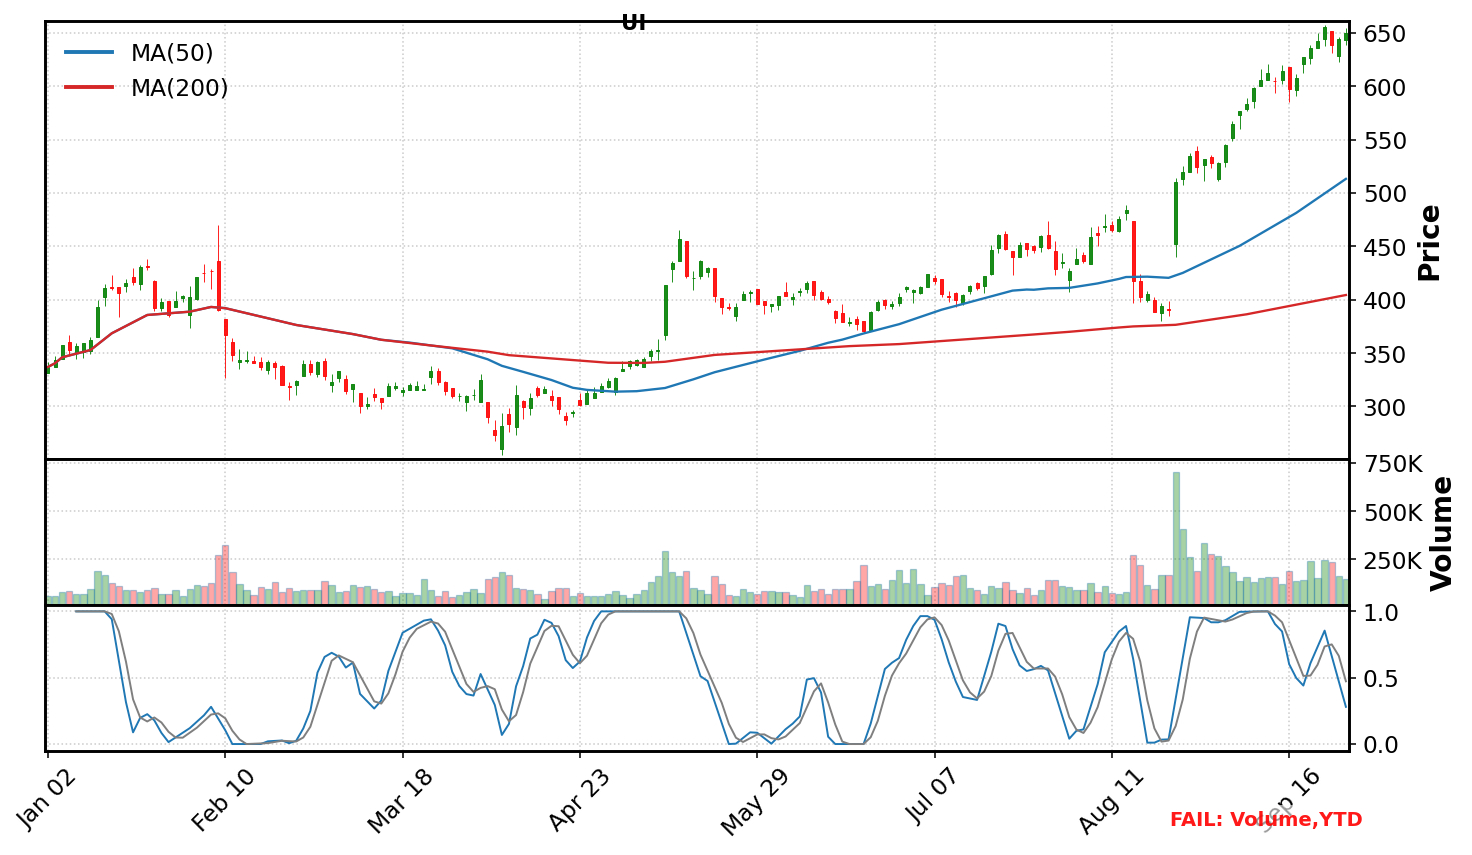 UI
MA(50)
MA(200)
650
600
550
500
450
400
350
300
Price
750K
500K
250K
Volume
1.0
0.5
0.0
Jan 02
Feb 10
Mar 18
Apr 23
May 29
Jul 07
Aug 11
Sep 16
FAIL: Volume,YTD